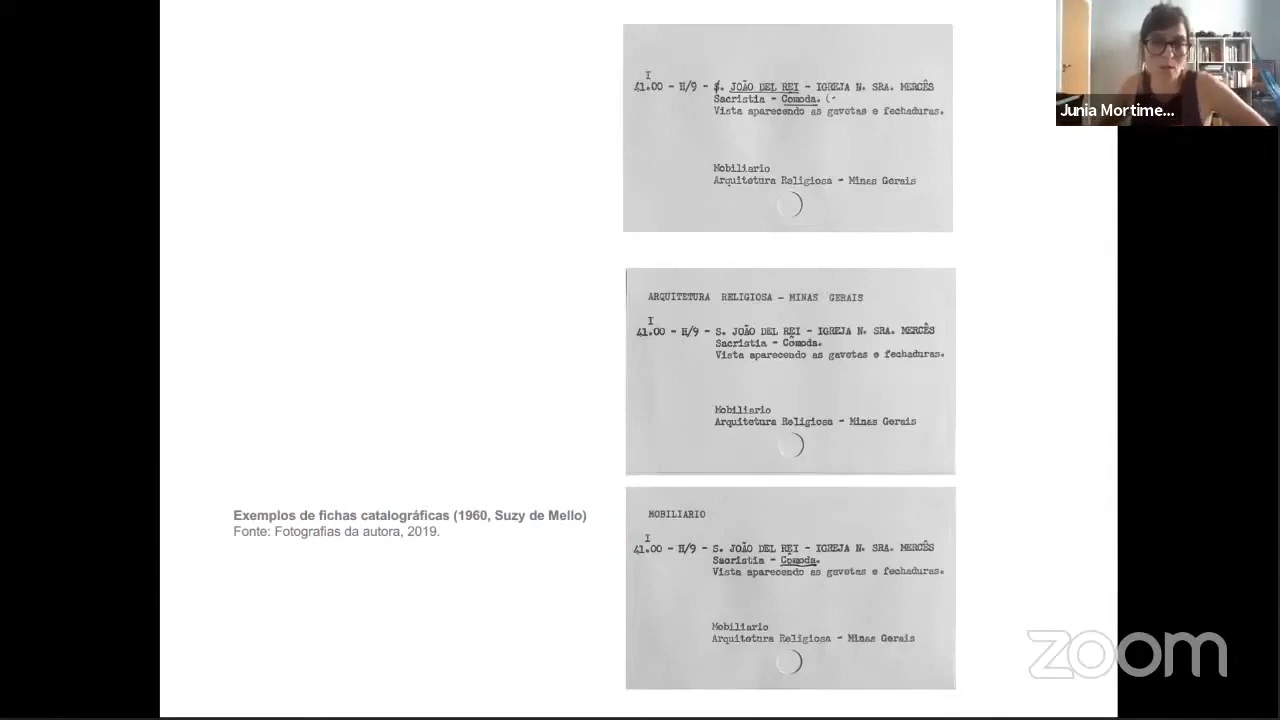 I
41.00 - H/9 - S. JOÃO DEL REI - IGREJA N. SRA. MERCÊS
Sacristia - Cômoda. (
Vista aparecendo as gavetas e fechaduras.
Mobiliario
Arquitetura Religiosa - Minas Gerais
ARQUITETURA RELIGIOSA - MINAS GERAIS
I
41.00 - H/9 - S. JOÃO DEL REI - IGREJA N. SRA. MERCÊS
Sacristia - Cômoda.
Vista aparecendo as gavetas e fechaduras.
Mobiliario
Arquitetura Religiosa - Minas Gerais
MOBILIARIO
I
41.00 - H/9 - S. JOÃO DEL REI - IGREJA N. SRA. MERCÊS
Sacristia - Cômoda.
Vista aparecendo as gavetas e fechaduras.
Mobiliario
Arquitetura Religiosa - Minas Gerais
Exemplos de fichas catalográficas (1960, Suzy de Mello)
Fonte: Fotografias da autora, 2019.
Junia Mortime...
zoom